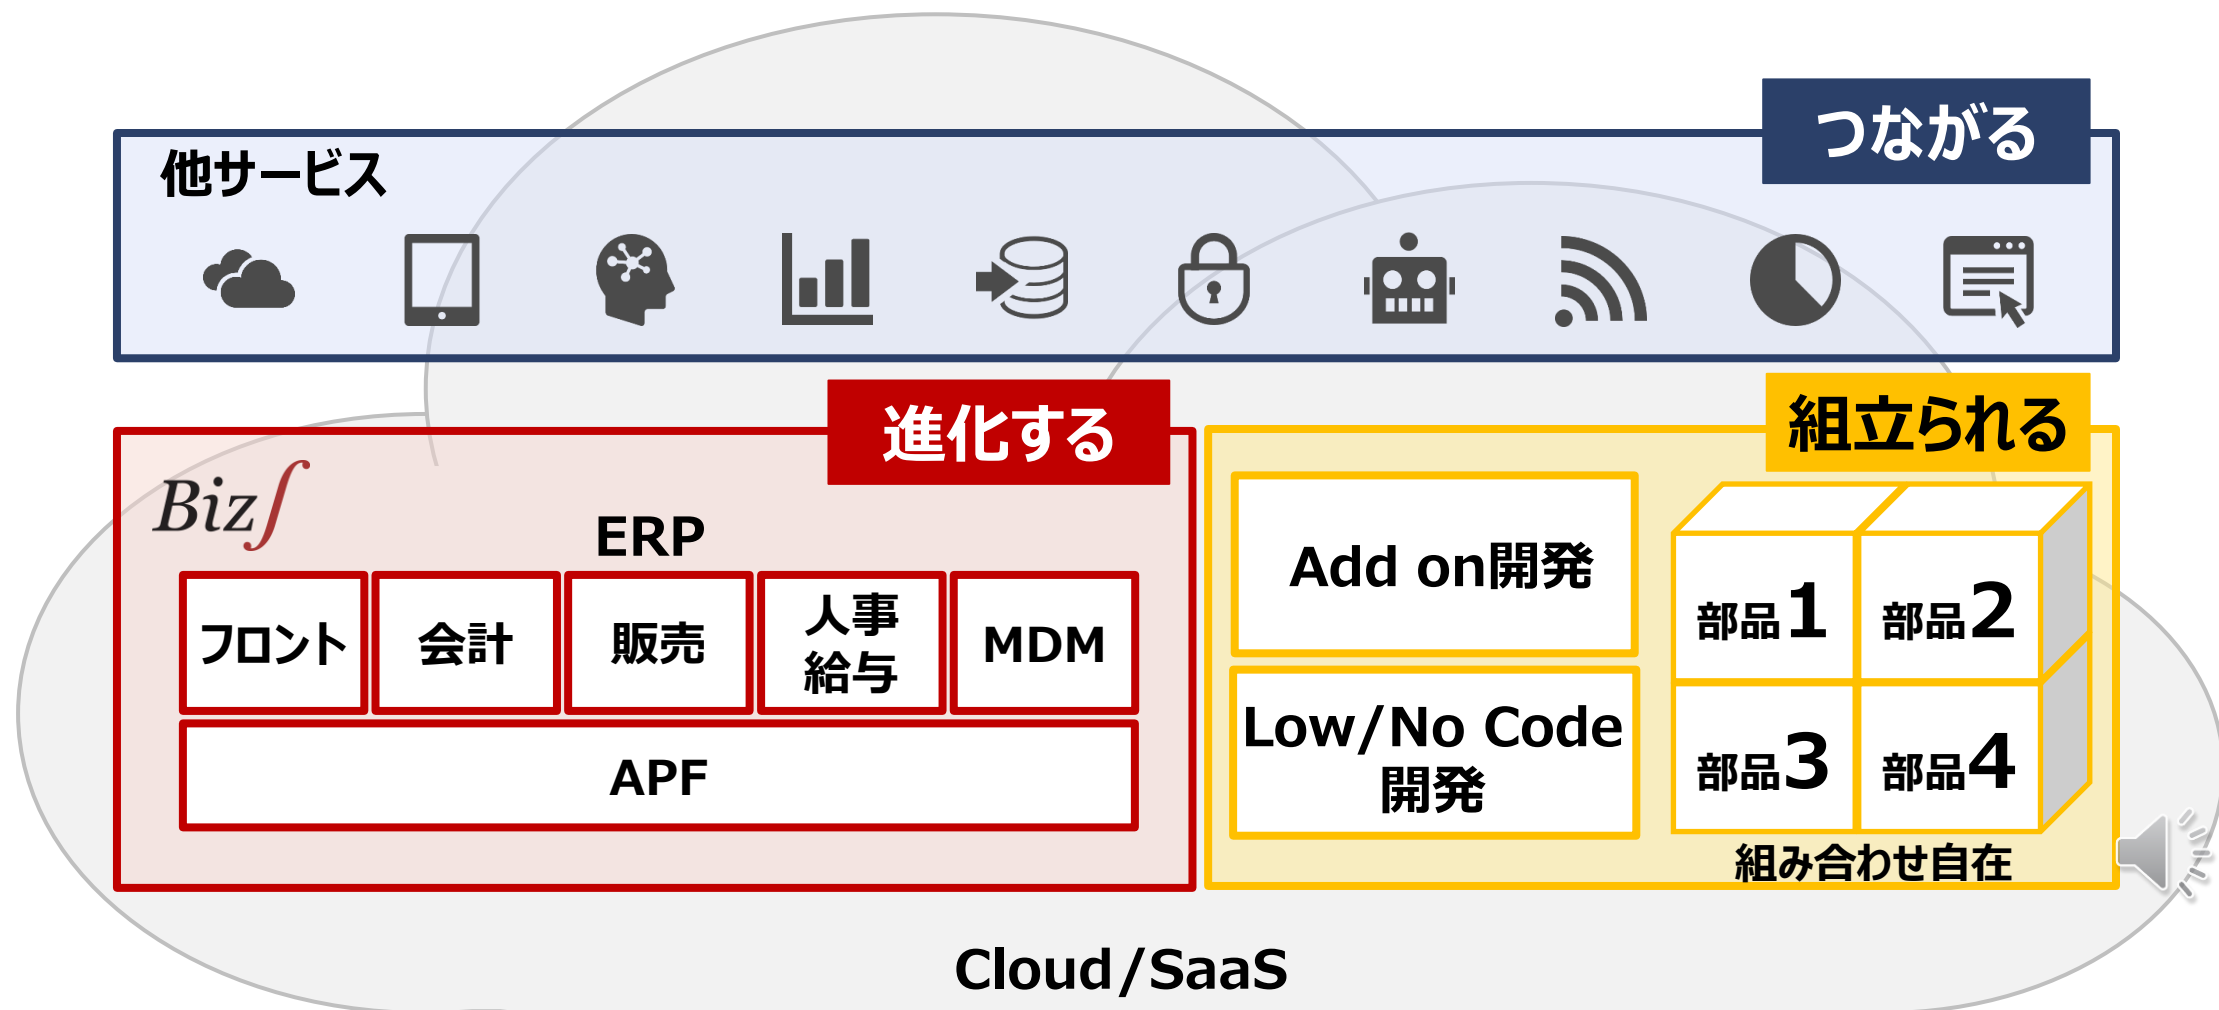 つながる
他サービス
進化する
Biz∫
ERP
フロント
会計
販売
人事
給与
MDM
APF
組立られる
Add on開発
Low/No Code
開発
部品1
部品2
部品3
部品4
組み合わせ自在
Cloud/SaaS